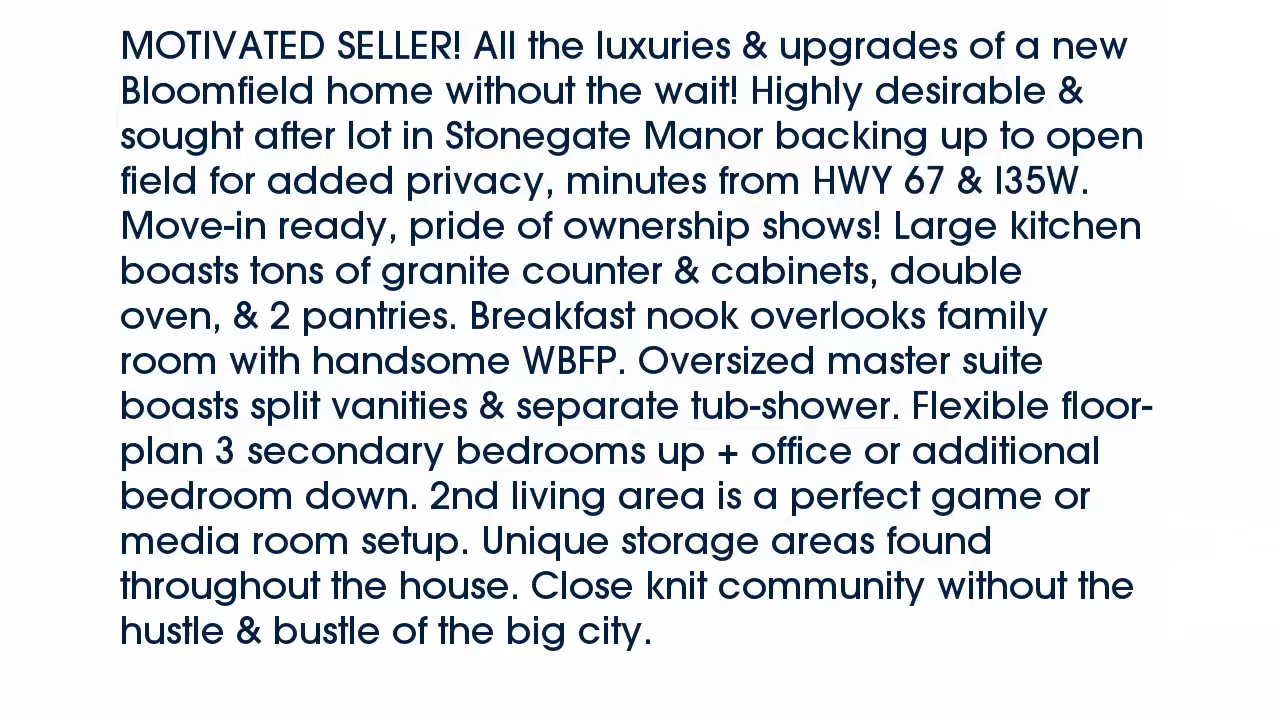 MOTIVATED SELLER! All the luxuries & upgrades of a new
Bloomfield home without the wait! Highly desirable &
sought after lot in Stonegate Manor backing up to open
field for added privacy, minutes from HWY 67 & I35W.
Move-in ready, pride of ownership shows! Large kitchen
boasts tons of granite counter & cabinets, double
oven, & 2 pantries. Breakfast nook overlooks family
room with handsome WBFP. Oversized master suite
boasts split vanities & separate tub-shower. Flexible floor-
plan 3 secondary bedrooms up + office or additional
bedroom down. 2nd living area is a perfect game or
media room setup. Unique storage areas found
throughout the house. Close knit community without the
hustle & bustle of the big city.